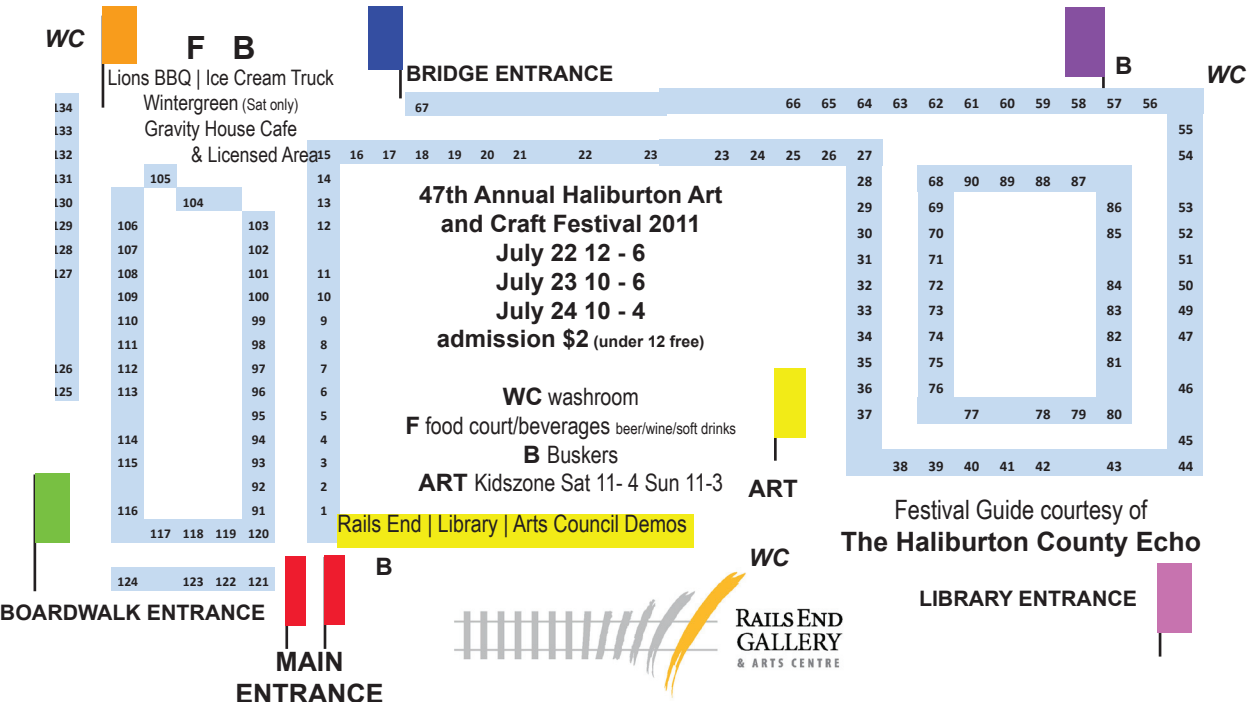 WC
F B
Lions BBQ | Ice Cream Truck
Wintergreen (Sat only)
Gravity House Cafe
& Licensed Area
BRIDGE ENTRANCE
B
WC
67
66 65 64 63 62 61 60 59 58 57 56
55
54
53
52
51
50
49
47
46
45
44
134
133
132
131
130
129
128
127
126
125
15 16 17 18 19 20 21 22 23 23 24 25 26 27
14
13
12
11
10
9
8
7
6
5
4
3
2
1
105
104
106
107
108
109
110
111
112
113
114
115
116
103
102
101
100
99
98
97
96
95
94
93
92
91
117 118 119 120
124 123 122 121
28
29
30
31
32
33
34
35
36
37
38 39 40 41 42 43
68 90 89 88 87
69
70
71
72
73
74
75
76
86
85
84
83
82
81
77 78 79 80
47th Annual Haliburton Art
and Craft Festival 2011
July 22 12 - 6
July 23 10 - 6
July 24 10 - 4
admission $2 (under 12 free)
WC washroom
F food court/beverages beer/wine/soft drinks
B Buskers
ART Kidszone Sat 11- 4 Sun 11-3
ART
Rails End | Library | Arts Council Demos
Festival Guide courtesy of
The Haliburton County Echo
B
WC
BOARDWALK ENTRANCE
MAIN
ENTRANCE
LIBRARY ENTRANCE
RAILS END
GALLERY
& ARTS CENTRE